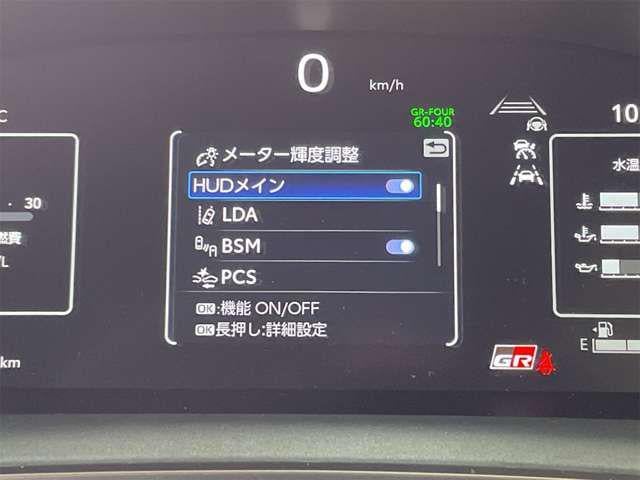 0 km/h
GR-FOUR
60:40
C
10
メーター輝度調整
HUDメイン
LDA
BSM
PCS
OK:機能 ON/OFF
OK長押し:詳細設定
30
燃費
/L
km
水温
E
GR